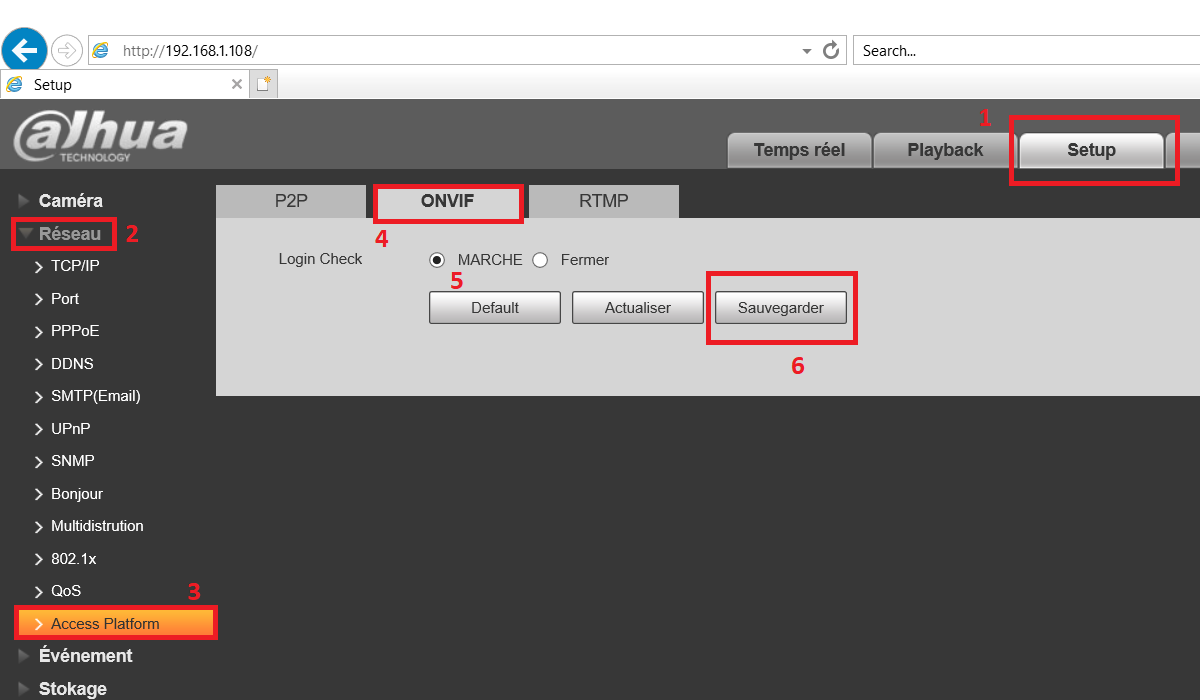 http://192.168.1.108/
Search...
Setup
alhua
TECHNOLOGY
1
Temps réel
Playback
Setup
Caméra
Réseau
2
TCP/IP
Port
PPPoE
DDNS
SMTP(Email)
UPnP
SNMP
Bonjour
Multidistrution
802.1x
QoS
3
Access Platform
Événement
Stokage
P2P
ONVIF
RTMP
4
Login Check
MARCHE
Fermer
5
Default
Actualiser
Sauvegarder
6